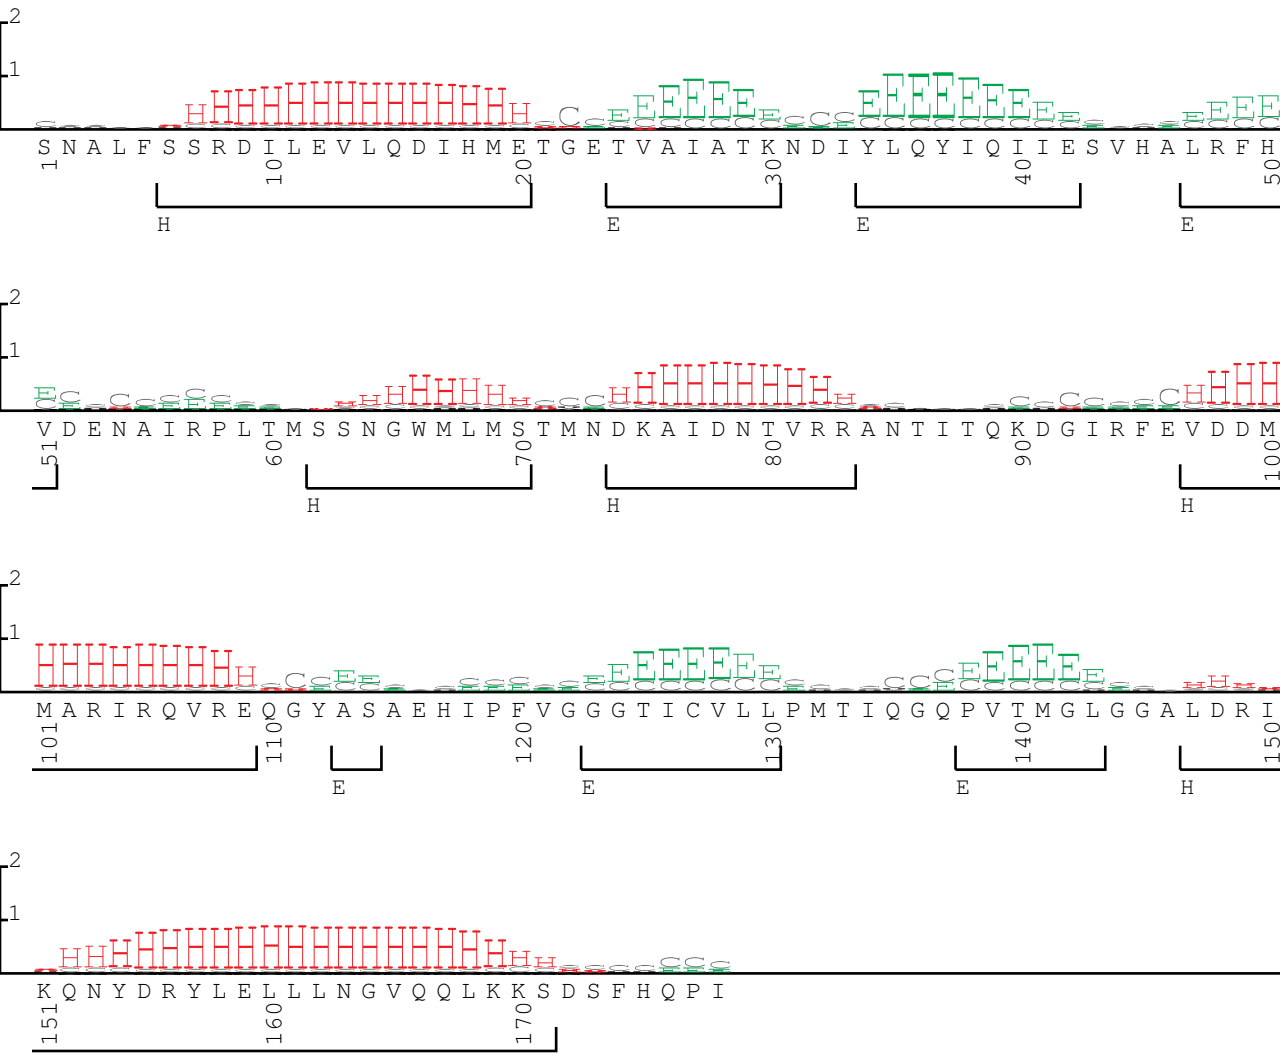 2
1
S N A L F S S R D I L E V L Q D I H M E T G E T V A I A T K N D I Y L Q Y I Q I I E S V H A L R F H
1 10 20 30 40 50
H E E E
2
1
V D E N A I R P L T M S S N G W M L M S T M N D K A I D N T V R R A N T I T Q K D G I R F E V D D M
51 60 70 80 90 100
H H H
2
1
M A R I R Q V R E Q G Y A S A E H I P F V G G G T I C V L L P M T I Q G Q P V T M G L G G A L D R I
101 110 120 130 140 150
E E E H
2
1
K Q N Y D R Y L E L L L N G V Q Q L K K S D S F H Q P I
151 160 170